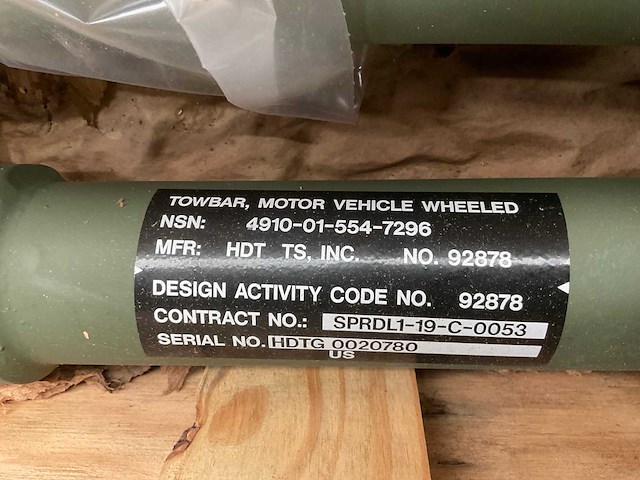 TOWBAR, MOTOR VEHICLE WHEELED
NSN: 4910-01-554-7296
MFR: HDT TS, INC. NO. 92878
DESIGN ACTIVITY CODE NO. 92878
CONTRACT NO.: SPRDL1-19-C-0053
SERIAL NO. HDTG 0020780
US